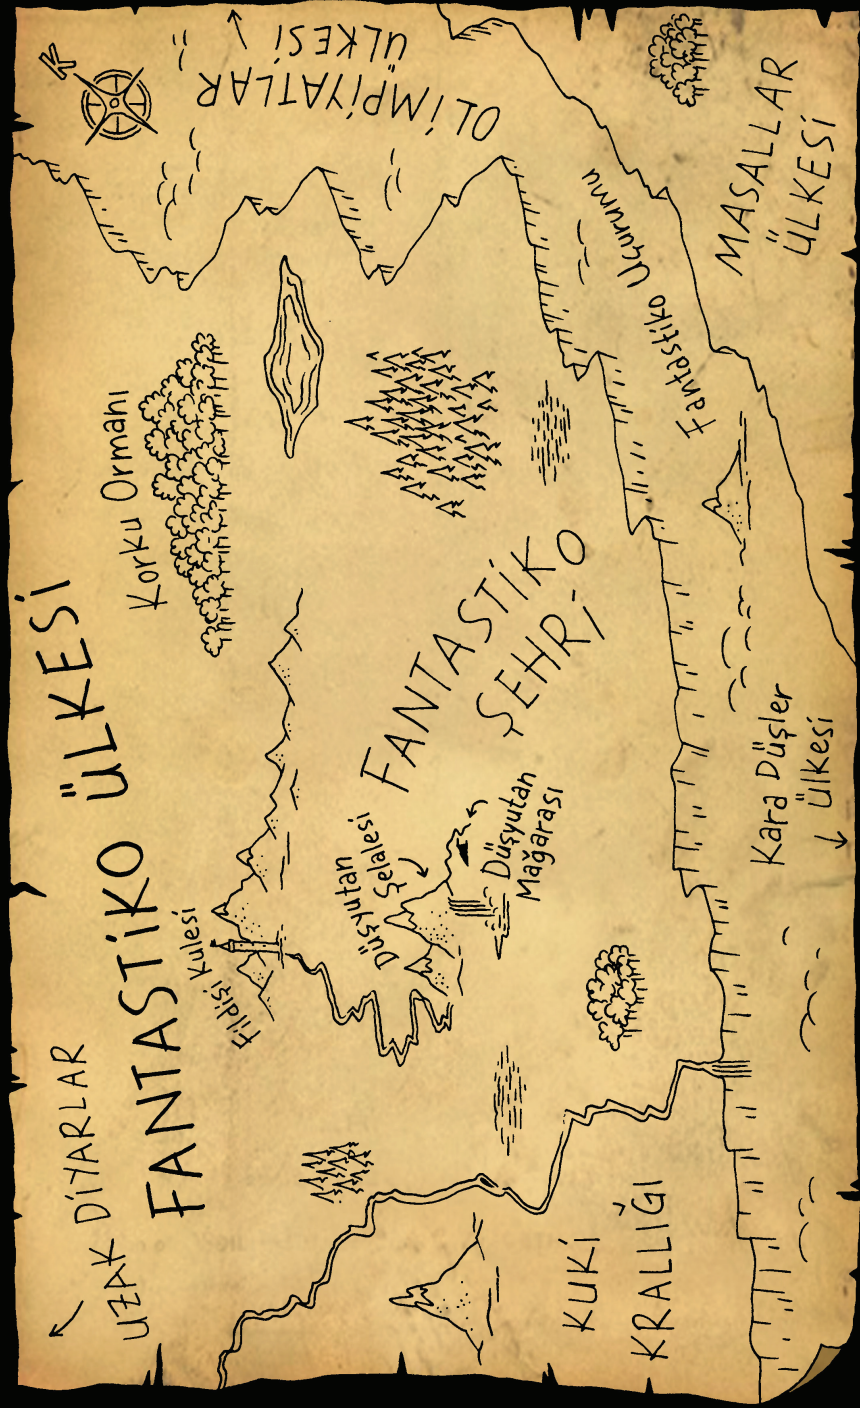 UZAK DİYARLAR
FANTASTİKO ÜLKESİ
Korku Ormanı
K
OLİMPİYATLAR
ÜLKESİ
Fildişi Kulesi
Düşyutan
Şelalesi
Düşyutan
Mağarası
FANTASTİKO
ŞEHRİ
Fantastiko Uçurumu
MASALLAR
ÜLKESİ
KUKİ
KRALLIĞI
Kara Düşler
Ülkesi